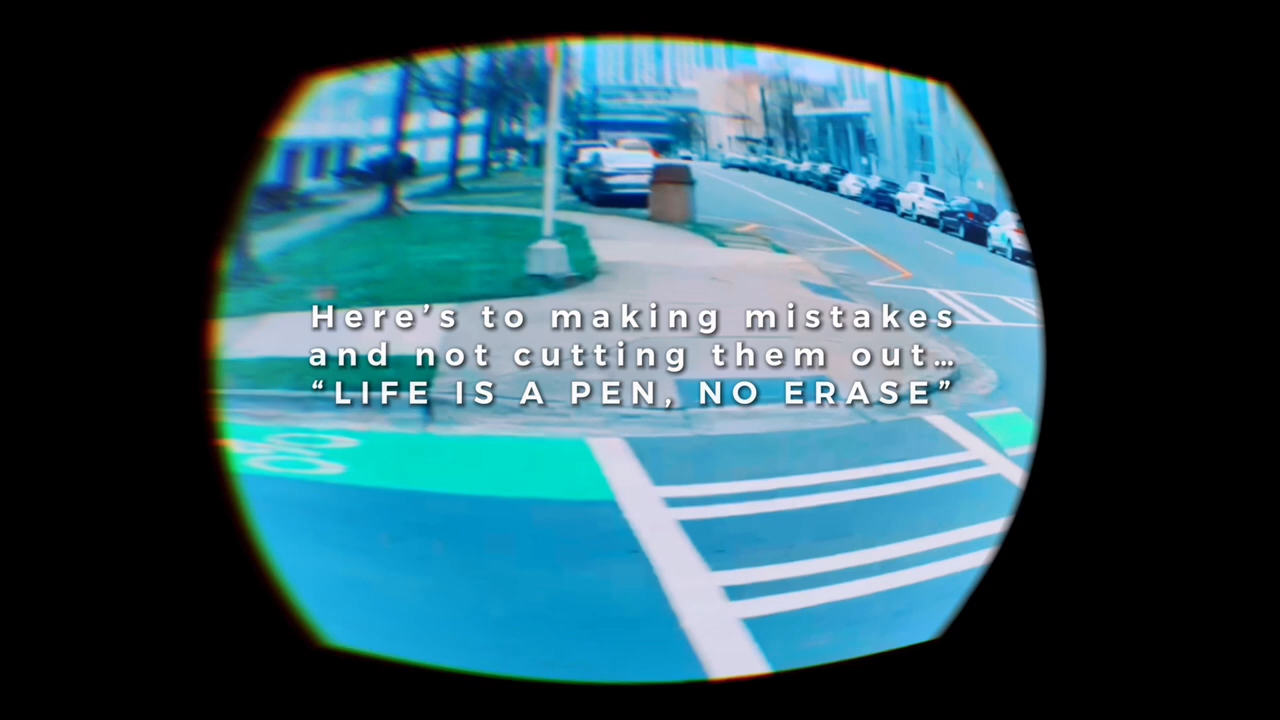 Here’s to making mistakes
and not cutting them out…
“LIFE IS A PEN, NO ERASE”